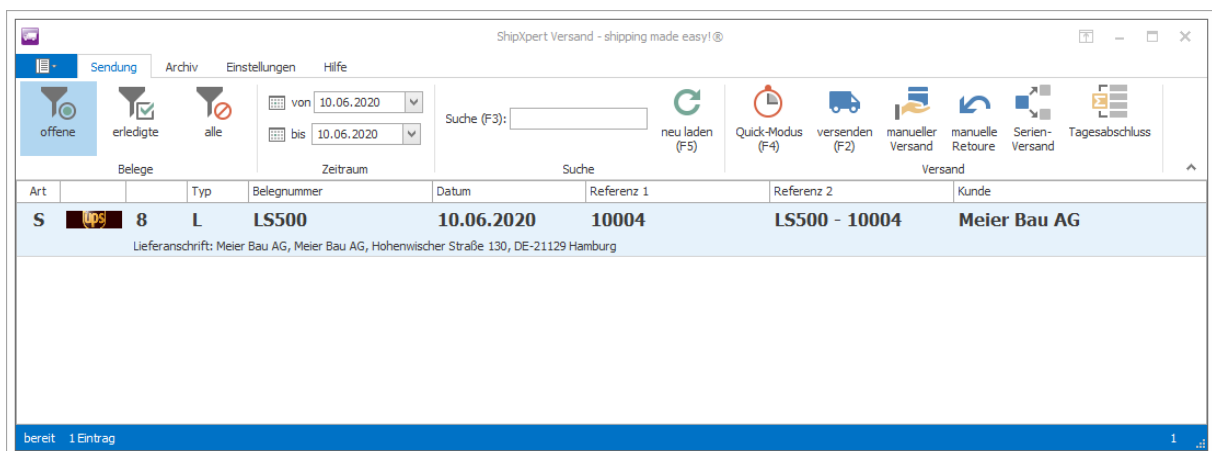 ShipXpert Versand - shipping made easy!®
Sendung Archiv Einstellungen Hilfe
offene erledigte alle
von 10.06.2020
bis 10.06.2020
Suche (F3):
neu laden (F5)
Quick-Modus (F4)
versenden (F2)
manueller Versand
manuelle Retoure
Serien-Versand
Tagesabschluss
Belege Zeitraum Suche Versand
Art Typ Belegnummer Datum Referenz 1 Referenz 2 Kunde
S ups 8 L LS500 10.06.2020 10004 LS500 - 10004 Meier Bau AG
Lieferanschrift: Meier Bau AG, Meier Bau AG, Hohenwischer Straße 130, DE-21129 Hamburg
bereit 1 Eintrag 1